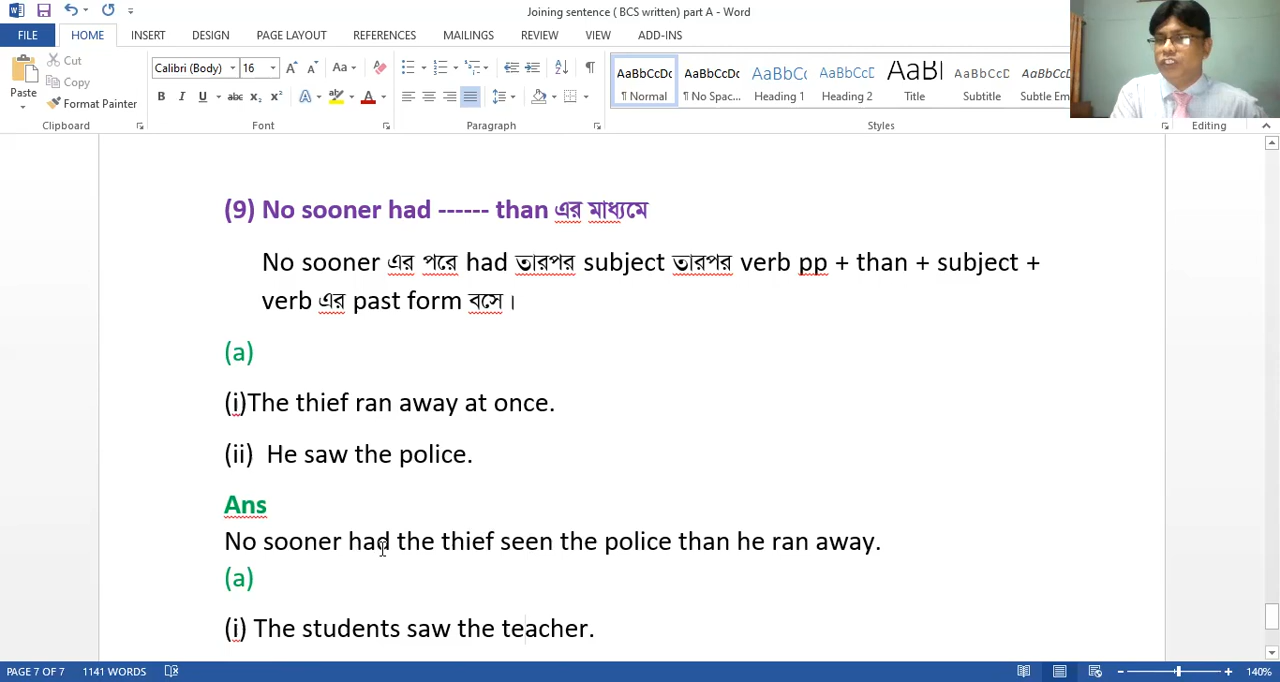 Joining sentence ( BCS written) part A - Word
FILE HOME INSERT DESIGN PAGE LAYOUT REFERENCES MAILINGS REVIEW VIEW ADD-INS
Cut Calibri (Body) 16 Aa AaBbCcDc AaBbCcDc AaBbCc AaBbCcD AaBl AaBbCcD AaBbCcD
Copy
Paste Format Painter B I U abc X₂ X² A ¶ Normal ¶ No Spac... Heading 1 Heading 2 Title Subtitle Subtle Em
Clipboard Font Paragraph Styles Editing
(9) No sooner had ------ than এর মাধ্যমে
No sooner এর পরে had তারপর subject তারপর verb pp + than + subject +
verb এর past form বসে।
(a)
(i)The thief ran away at once.
(ii) He saw the police.
Ans
No sooner had the thief seen the police than he ran away.
(a)
(i) The students saw the teacher.
PAGE 7 OF 7 1141 WORDS 140%